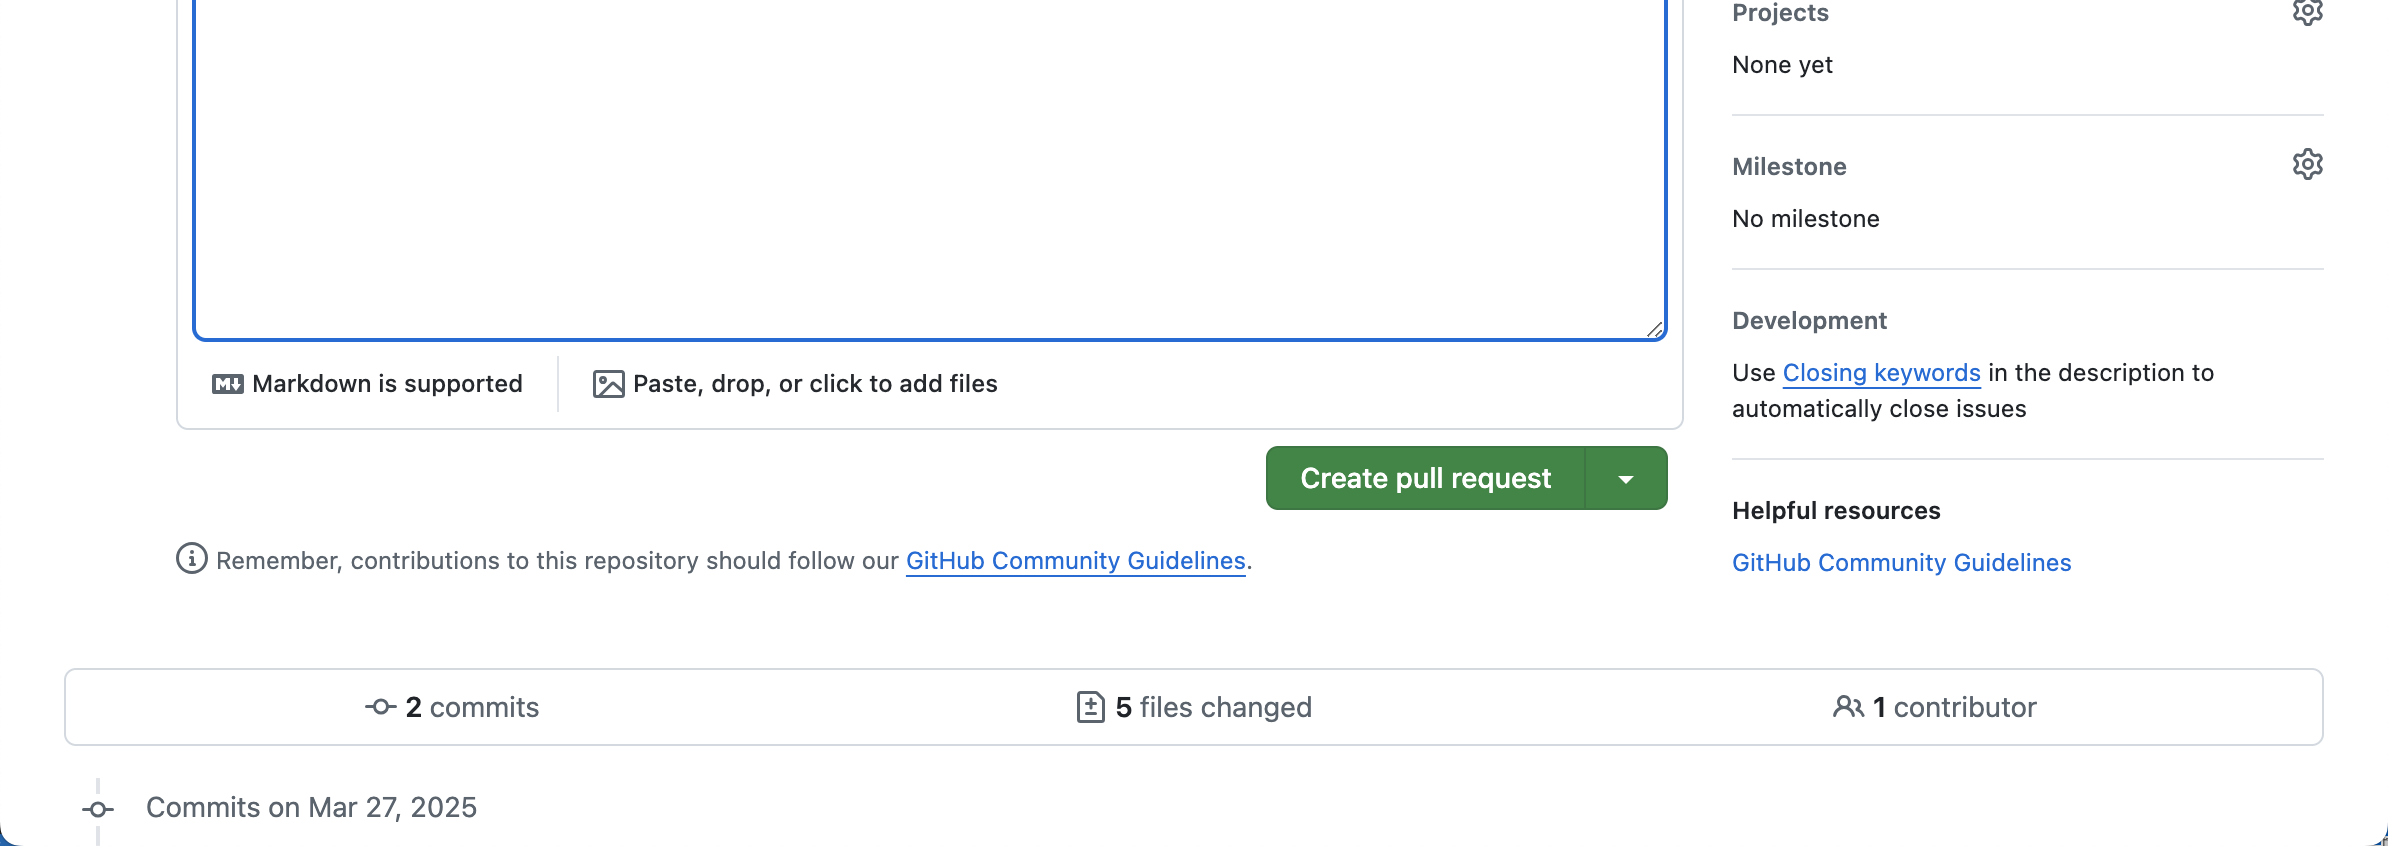 Projects
None yet
Milestone
No milestone
Development
Use Closing keywords in the description to
automatically close issues
Markdown is supported
Paste, drop, or click to add files
Create pull request
Helpful resources
GitHub Community Guidelines
Remember, contributions to this repository should follow our GitHub Community Guidelines.
2 commits
5 files changed
1 contributor
Commits on Mar 27, 2025